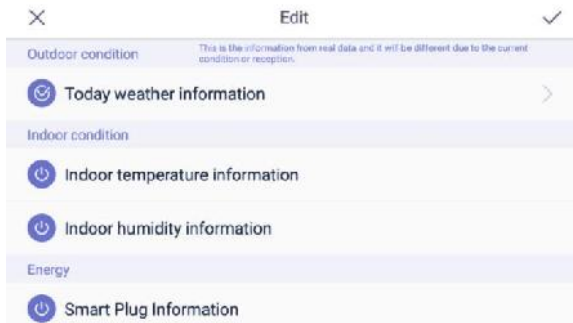 Edit
Outdoor condition
This is the information from real data and it will be different due to the current
condition or reception.
Today weather information
Indoor condition
Indoor temperature information
Indoor humidity information
Energy
Smart Plug Information